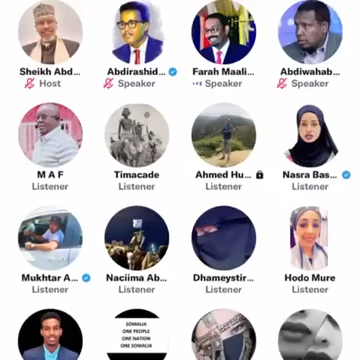 Sheikh Abd...
Host
Abdirashid...
Speaker
Farah Maali...
Speaker
Abdiwahab...
Speaker
M A F
Listener
Timacade
Listener
Ahmed Hu...
Listener
Nasra Bas...
Listener
Mukhtar A...
Listener
Naciima Ab...
Listener
Dhameystir...
Listener
Hodo Mure
Listener
SOMALIA
ONE PEOPLE
ONE NATION
ONE SOMALIA